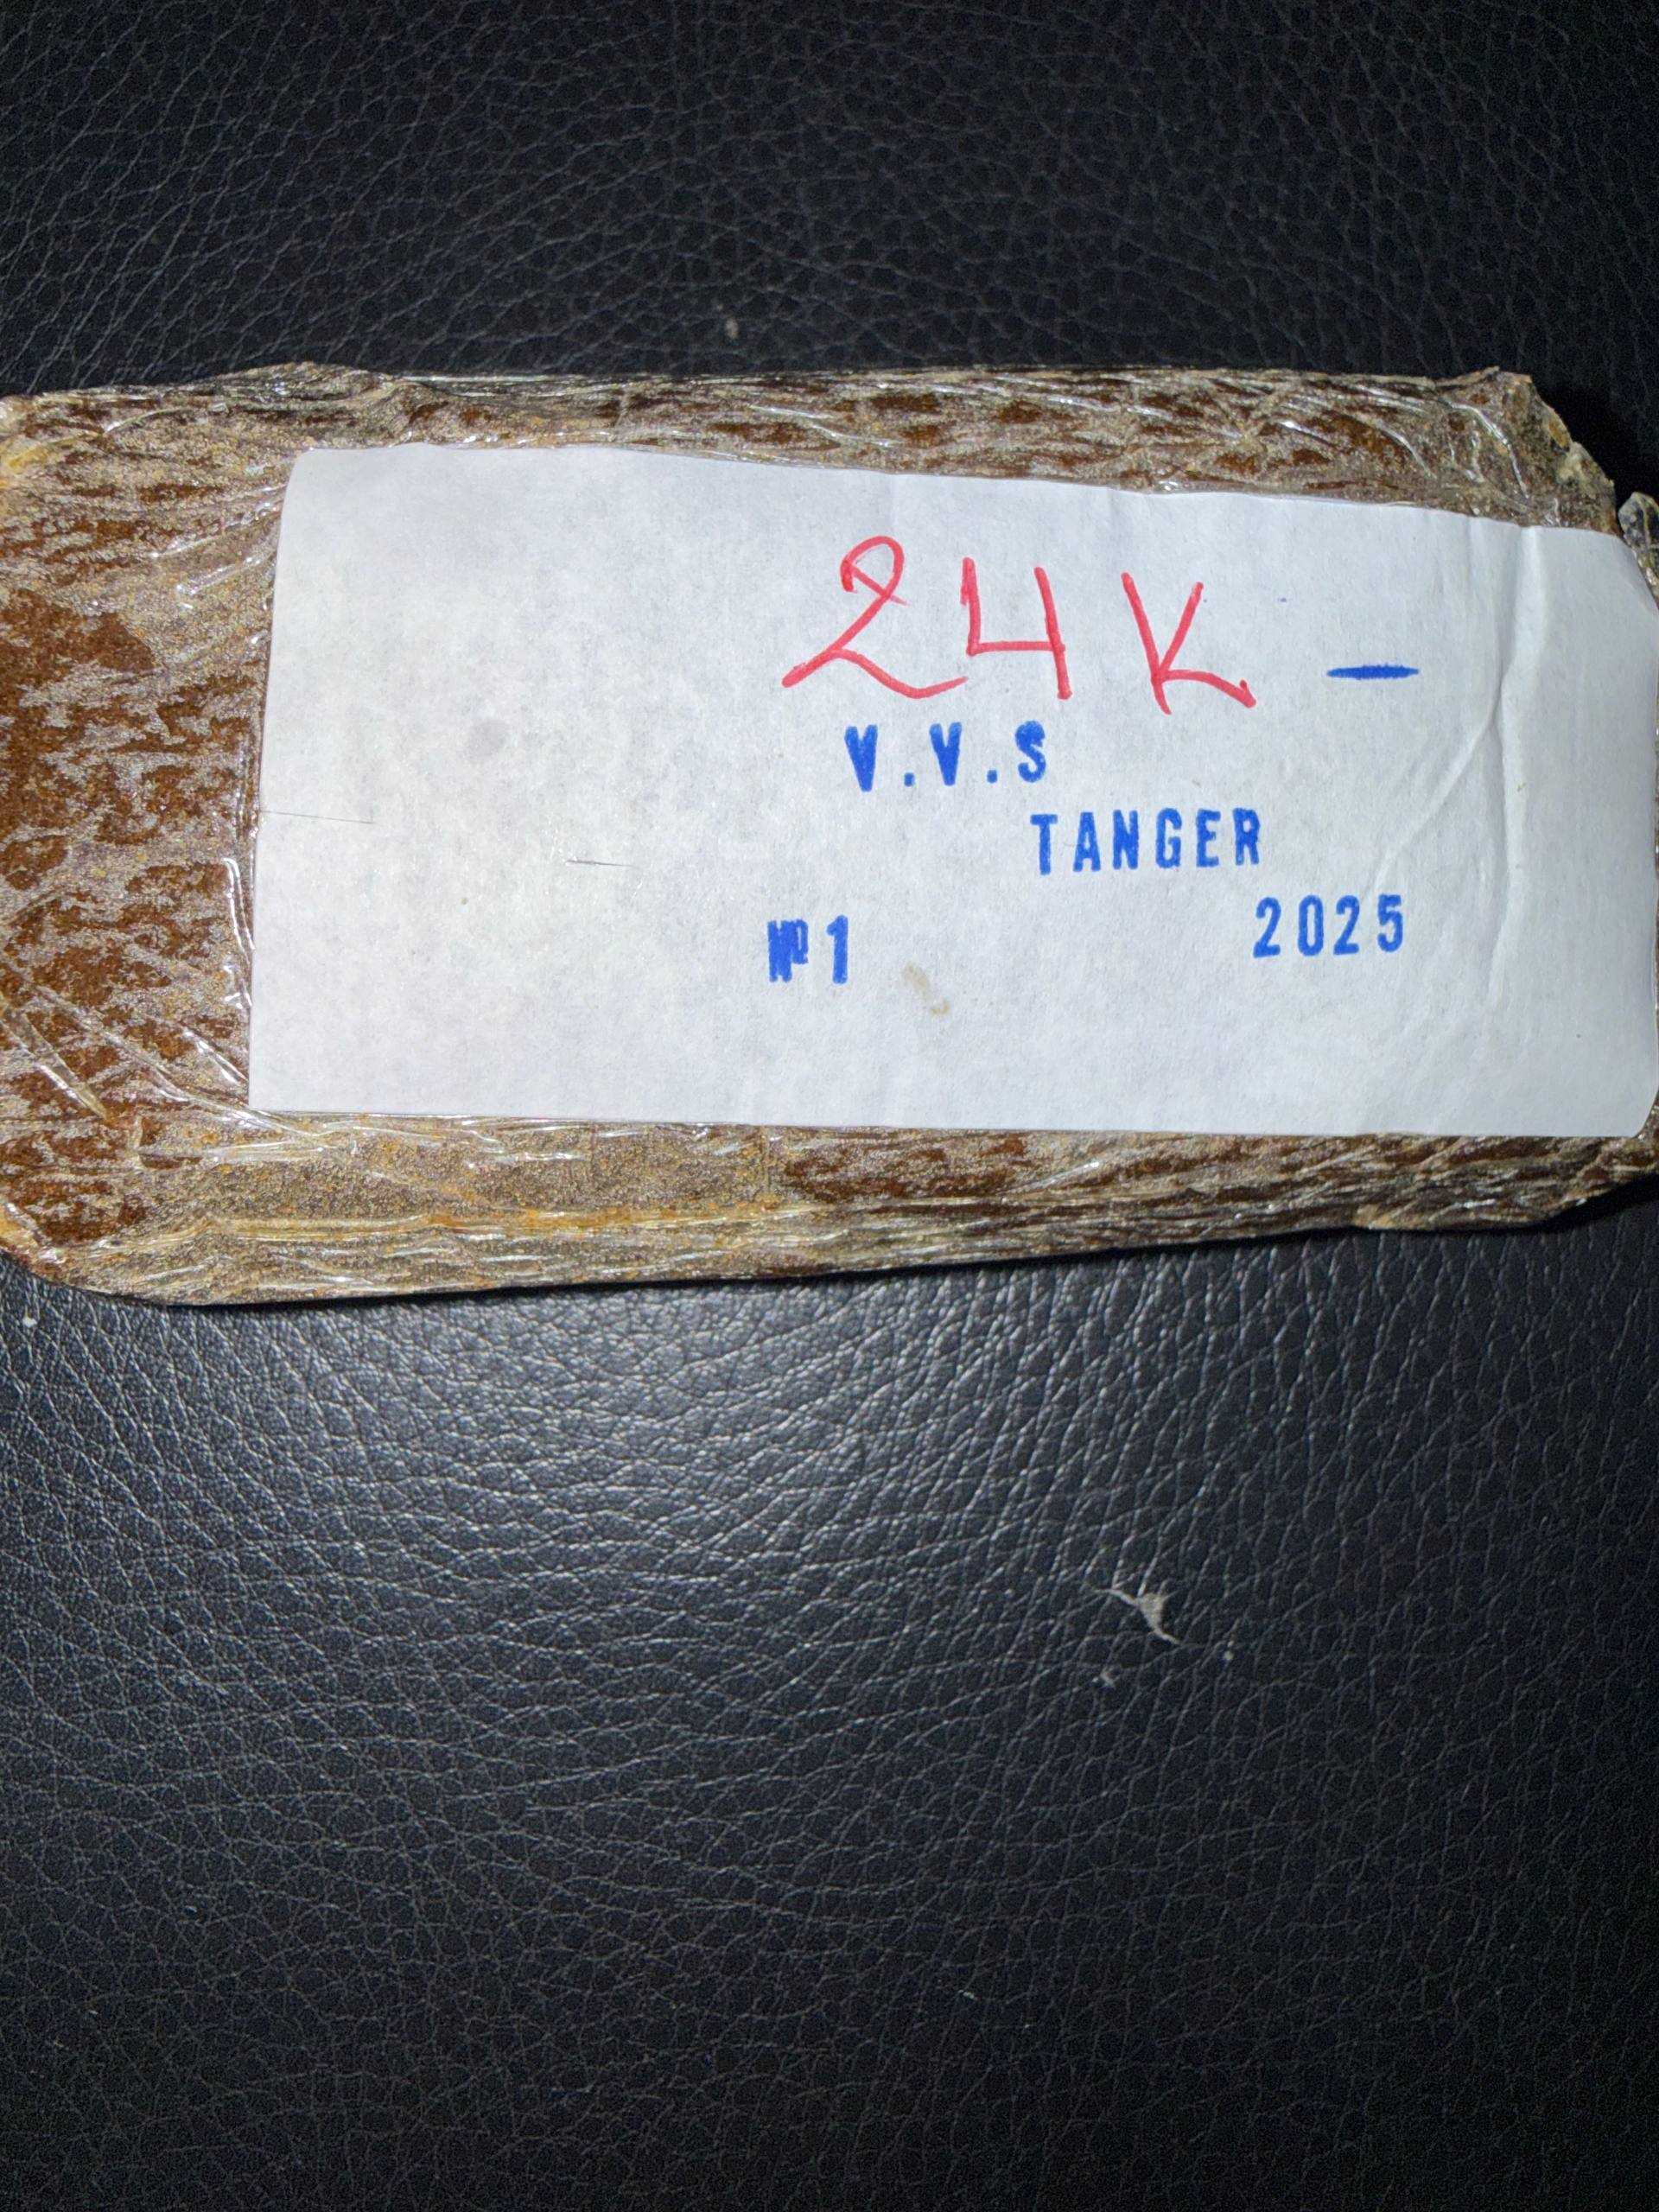 24K -
V.V.S
TANGER
Nº1 2025